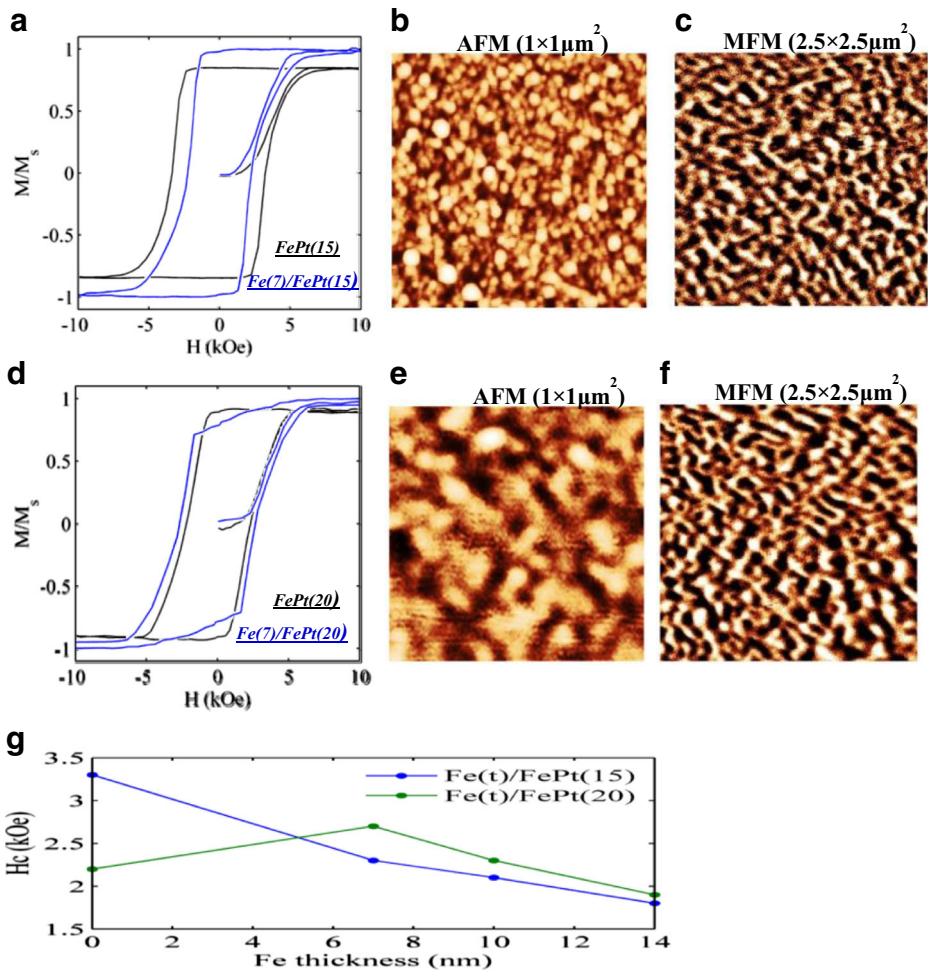 a
1
0.5
0
-0.5
-1
M/Ms
-10 -5 0 5 10
H (kOe)
FePt(15)
Fe(7)/FePt(15)
b
AFM (1×1μm²)
c
MFM (2.5×2.5μm²)
d
1
0.5
0
-0.5
-1
M/Ms
-10 -5 0 5 10
H (kOe)
FePt(20)
Fe(7)/FePt(20)
e
AFM (1×1μm²)
f
MFM (2.5×2.5μm²)
g
3.5
3
2.5
2
1.5
Hc (kOe)
Fe(t)/FePt(15)
Fe(t)/FePt(20)
0 2 4 6 8 10 12 14
Fe thickness (nm)